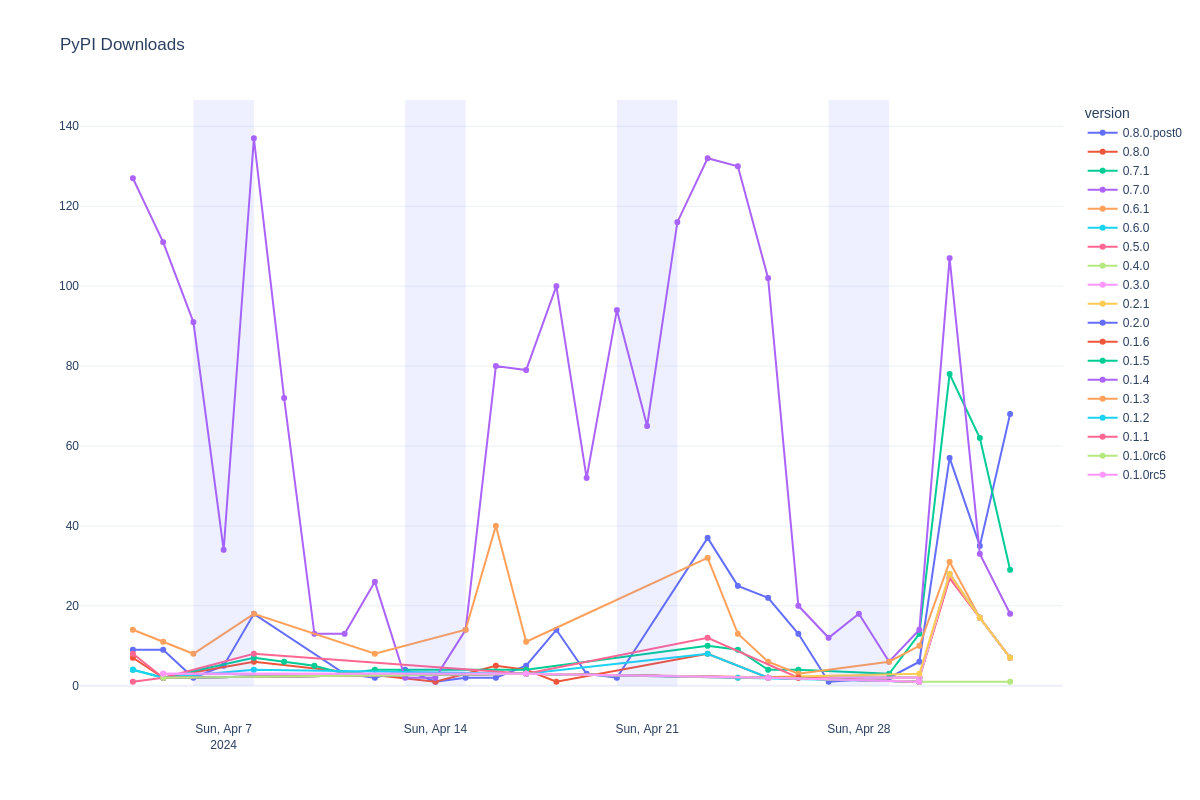 PyPI Downloads
140
120
100
80
60
40
20
0
Sun, Apr 7
2024
Sun, Apr 14
Sun, Apr 21
Sun, Apr 28
version
0.8.0.post0
0.8.0
0.7.1
0.7.0
0.6.1
0.6.0
0.5.0
0.4.0
0.3.0
0.2.1
0.2.0
0.1.6
0.1.5
0.1.4
0.1.3
0.1.2
0.1.1
0.1.0rc6
0.1.0rc5